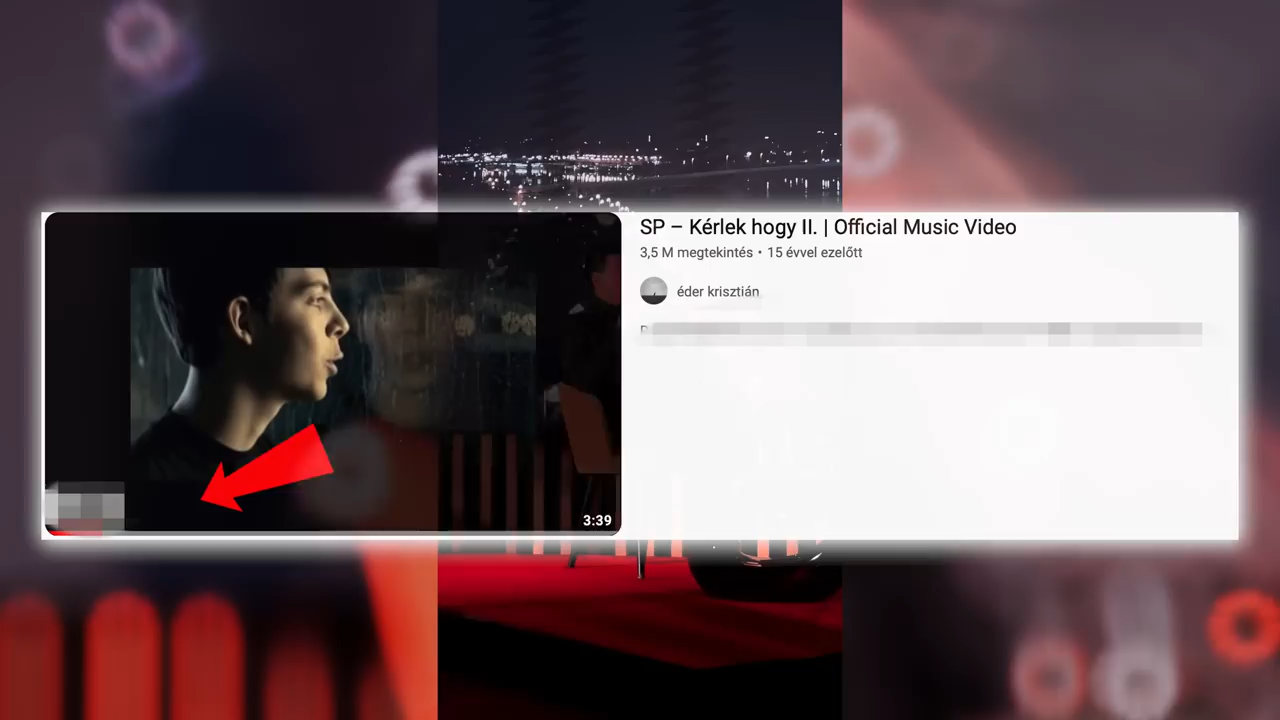 SP – Kérlek hogy II. | Official Music Video
3,5 M megtekintés • 15 évvel ezelőtt
éder krisztián
3:39